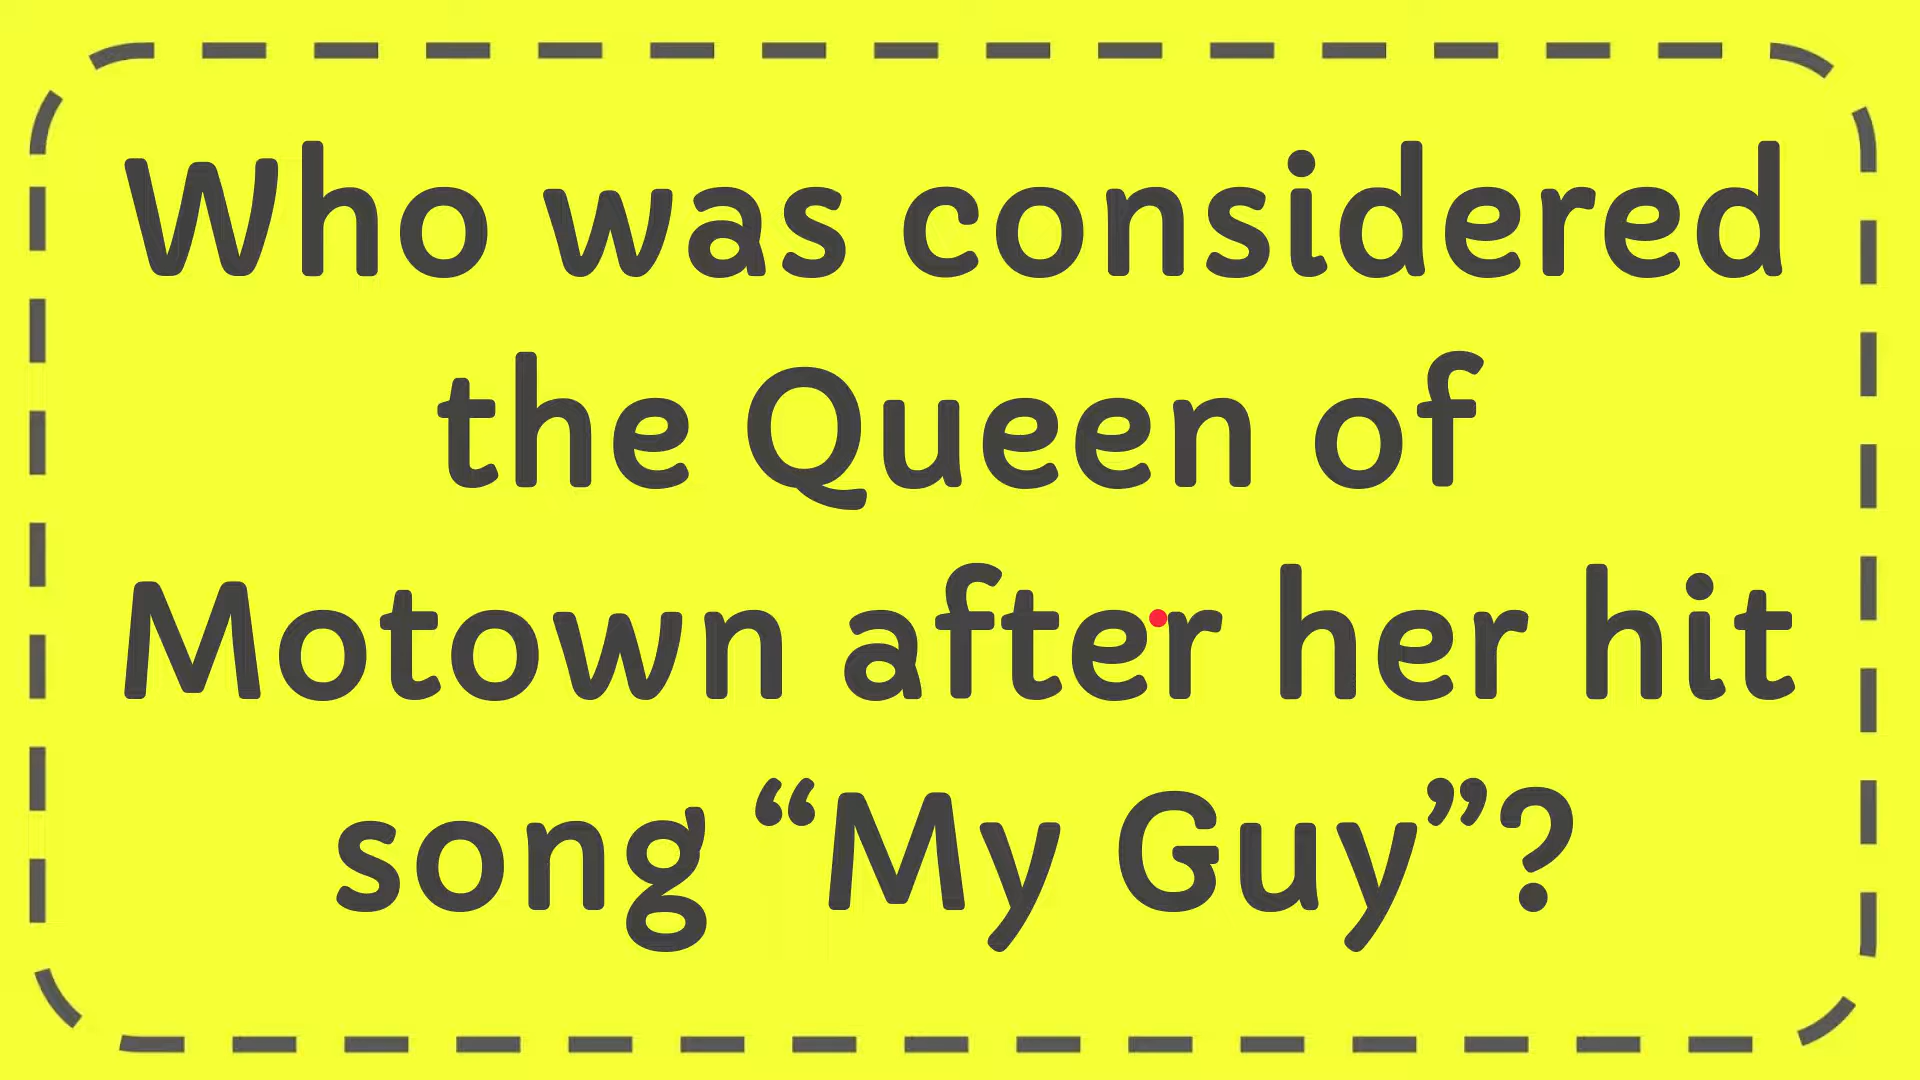 Who was considered
the Queen of
Motown after her hit
song “My Guy”?